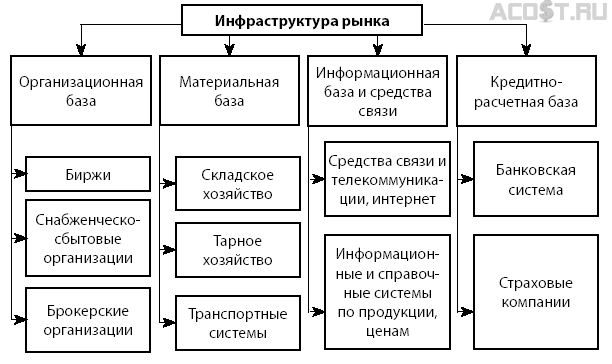 ACOST.RU
Инфраструктура рынка
Организационная
база
Материальная
база
Информационная
база и средства
связи
Кредитно-
расчетная база
Биржи
Снабженческо-
сбытовые
организации
Брокерские
организации
Складское
хозяйство
Тарное
хозяйство
Транспортные
системы
Средства связи и
телекоммуника-
ции, интернет
Информацион-
ные и справоч-
ные системы
по продукции,
ценам
Банковская
система
Страховые
компании